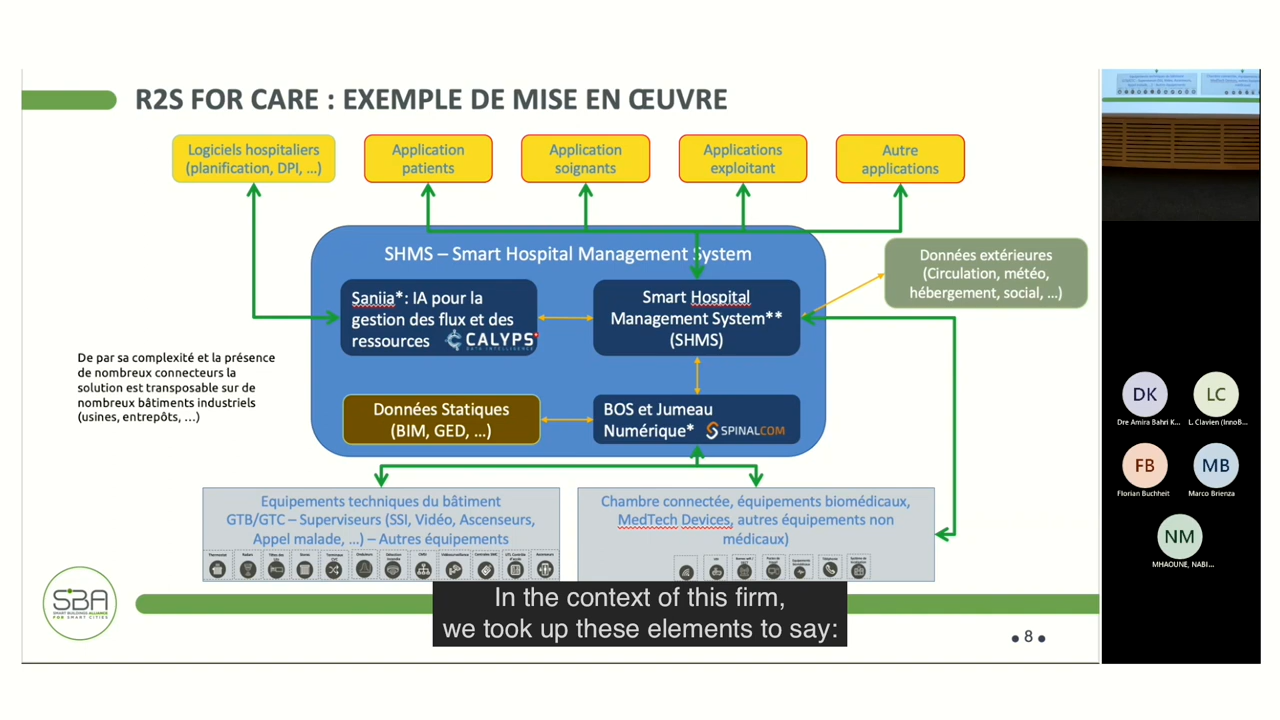 R2S FOR CARE : EXEMPLE DE MISE EN ŒUVRE
Logiciels hospitaliers
(planification, DPI, ...)
Application
patients
Application
soignants
Applications
exploitant
Autre
applications
SHMS – Smart Hospital Management System
Données extérieures
(Circulation, météo,
hébergement, social, ...)
Saniia*: IA pour la
gestion des flux et des
ressources
CALYPS
Smart Hospital
Management System**
(SHMS)
De par sa complexité et la présence
de nombreux connecteurs la
solution est transposable sur de
nombreux bâtiments industriels
(usines, entrepôts, ...)
Données Statiques
(BIM, GED, ...)
BOS et Jumeau
Numérique*
SPINALCOM
Equipements techniques du bâtiment
GTB/GTC – Superviseurs (SSI, Vidéo, Ascenseurs,
Appel malade, ...) – Autres équipements
Chambre connectée, équipements biomédicaux,
MedTech Devices, autres équipements non
médicaux)
SBA
SMART BUILDINGS ALLIANCE
FOR SMART CITIES
In the context of this firm,
we took up these elements to say:
8
DK
LC
Dre Amira Bahri K...
L. Clavien (InnoB...
FB
MB
Florian Buchheit
Marco Brienza
NM
MHAOUNE, NABI...